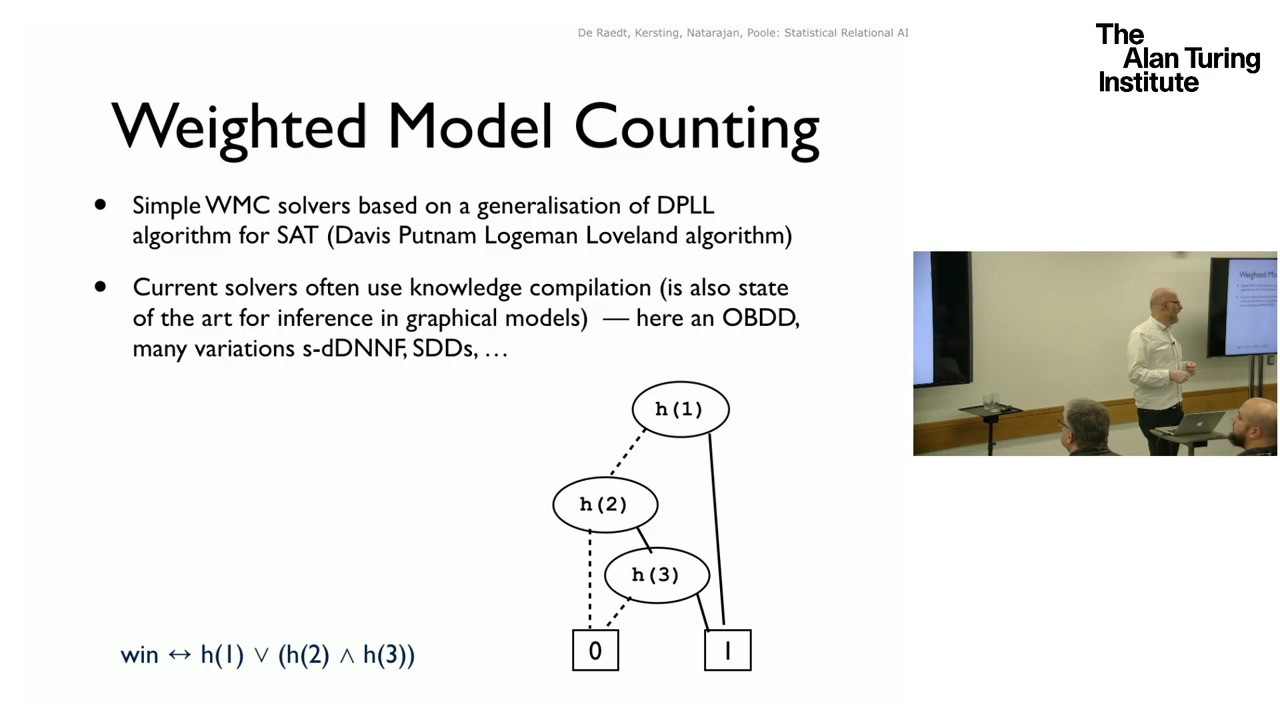 De Raedt, Kersting, Natarajan, Poole: Statistical Relational AI
The
Alan Turing
Institute
Weighted Model Counting
• Simple WMC solvers based on a generalisation of DPLL
algorithm for SAT (Davis Putnam Logeman Loveland algorithm)
• Current solvers often use knowledge compilation (is also state
of the art for inference in graphical models) — here an OBDD,
many variations s-dDNNF, SDDs, …
Weighted Mo
h(1)
h(2)
h(3)
0
1
win ↔ h(1) ∨ (h(2) ∧ h(3))